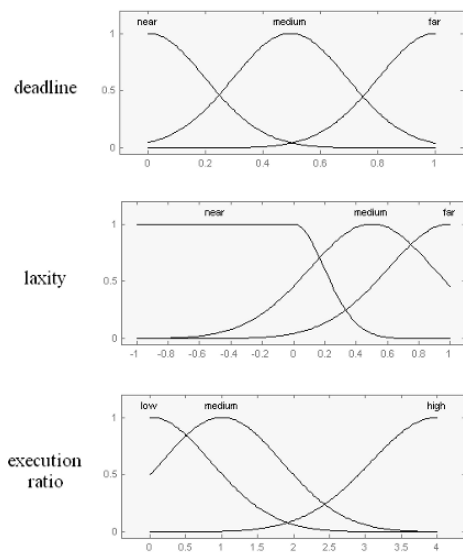 near medium far
1
deadline
0.5
0
0 0.2 0.4 0.6 0.8 1
near medium far
1
laxity
0.5
0
-1 -0.8 -0.6 -0.4 -0.2 0 0.2 0.4 0.6 0.8 1
low medium high
1
execution
ratio
0.5
0
0 0.5 1 1.5 2 2.5 3 3.5 4